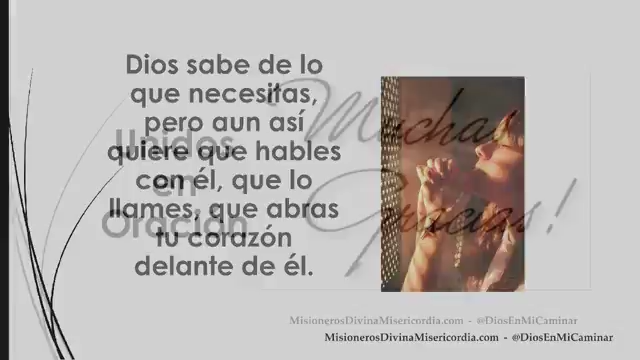 Dios sabe de lo
que necesitas,
pero aun así
quiere que hables
con él, que lo
llames, que abras
tu corazón
delante de él.
Unidos
en
Oración
Muchas
Gracias!
MisionerosDivinaMisericordia.com - @DiosEnMiCaminar
MisionerosDivinaMisericordia.com - @DiosEnMiCaminar